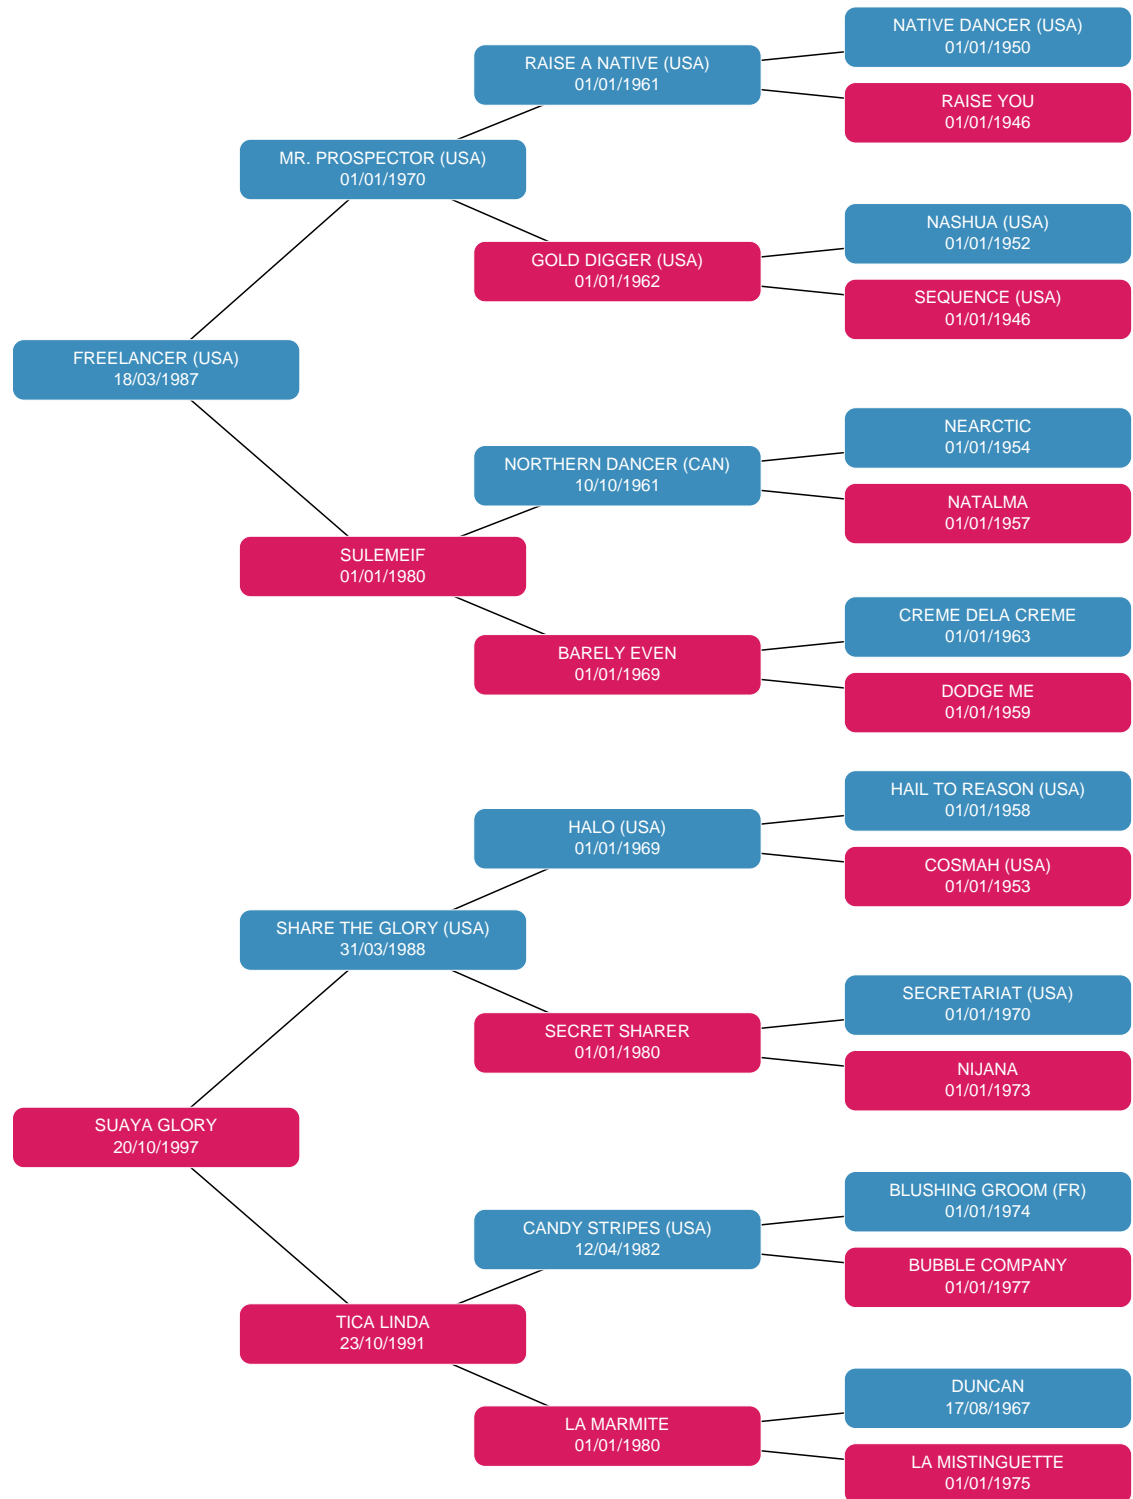 NATIVE DANCER (USA)
01/01/1950
RAISE A NATIVE (USA)
01/01/1961
RAISE YOU
01/01/1946
MR. PROSPECTOR (USA)
01/01/1970
NASHUA (USA)
01/01/1952
GOLD DIGGER (USA)
01/01/1962
SEQUENCE (USA)
01/01/1946
FREELANCER (USA)
18/03/1987
NEARCTIC
01/01/1954
NORTHERN DANCER (CAN)
10/10/1961
NATALMA
01/01/1957
SULEMEIF
01/01/1980
CREME DELA CREME
01/01/1963
BARELY EVEN
01/01/1969
DODGE ME
01/01/1959
HAIL TO REASON (USA)
01/01/1958
HALO (USA)
01/01/1969
COSMAH (USA)
01/01/1953
SHARE THE GLORY (USA)
31/03/1988
SECRETARIAT (USA)
01/01/1970
SECRET SHARER
01/01/1980
NIJANA
01/01/1973
SUAYA GLORY
20/10/1997
BLUSHING GROOM (FR)
01/01/1974
CANDY STRIPES (USA)
12/04/1982
BUBBLE COMPANY
01/01/1977
TICA LINDA
23/10/1991
DUNCAN
17/08/1967
LA MARMITE
01/01/1980
LA MISTINGUETTE
01/01/1975